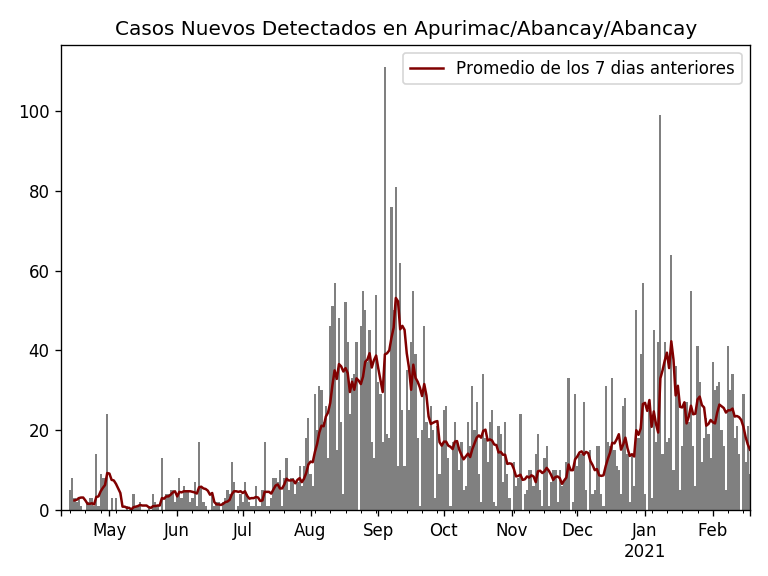 Casos Nuevos Detectados en Apurimac/Abancay/Abancay
Promedio de los 7 dias anteriores
100
80
60
40
20
0
May Jun Jul Aug Sep Oct Nov Dec Jan Feb
2021